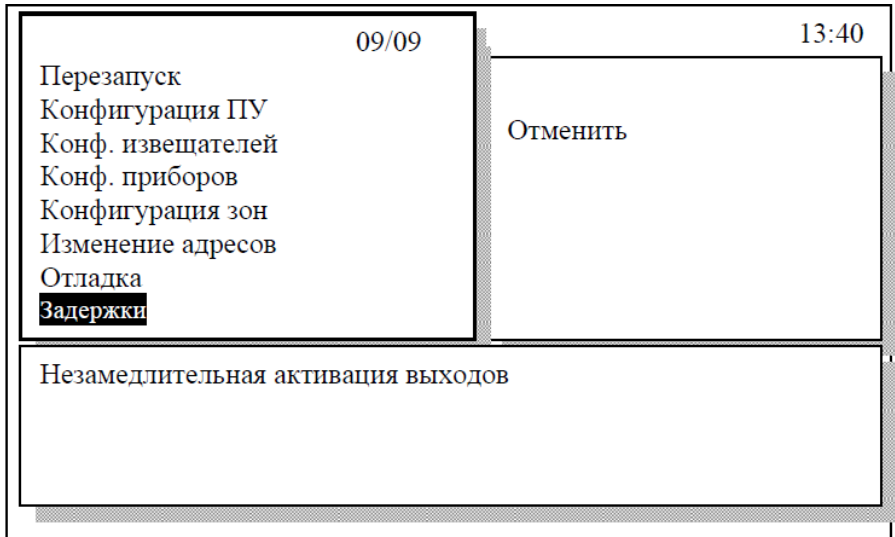 09/09
13:40
Перезапуск
Конфигурация ПУ
Конф. извещателей
Конф. приборов
Конфигурация зон
Изменение адресов
Отладка
Задержки
Отменить
Незамедлительная активация выходов